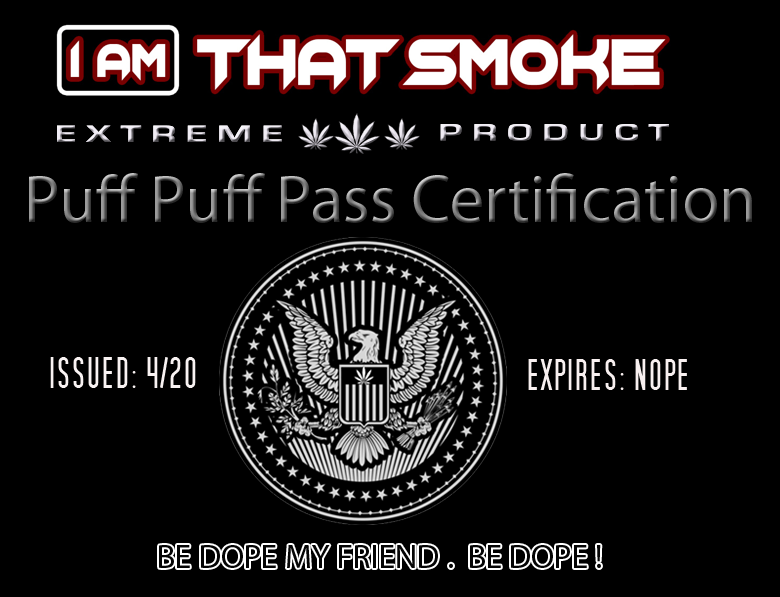 I AM THAT SMOKE
EXTREME PRODUCT
Puff Puff Pass Certification
ISSUED: 4/20
EXPIRES: NOPE
BE DOPE MY FRIEND . BE DOPE !